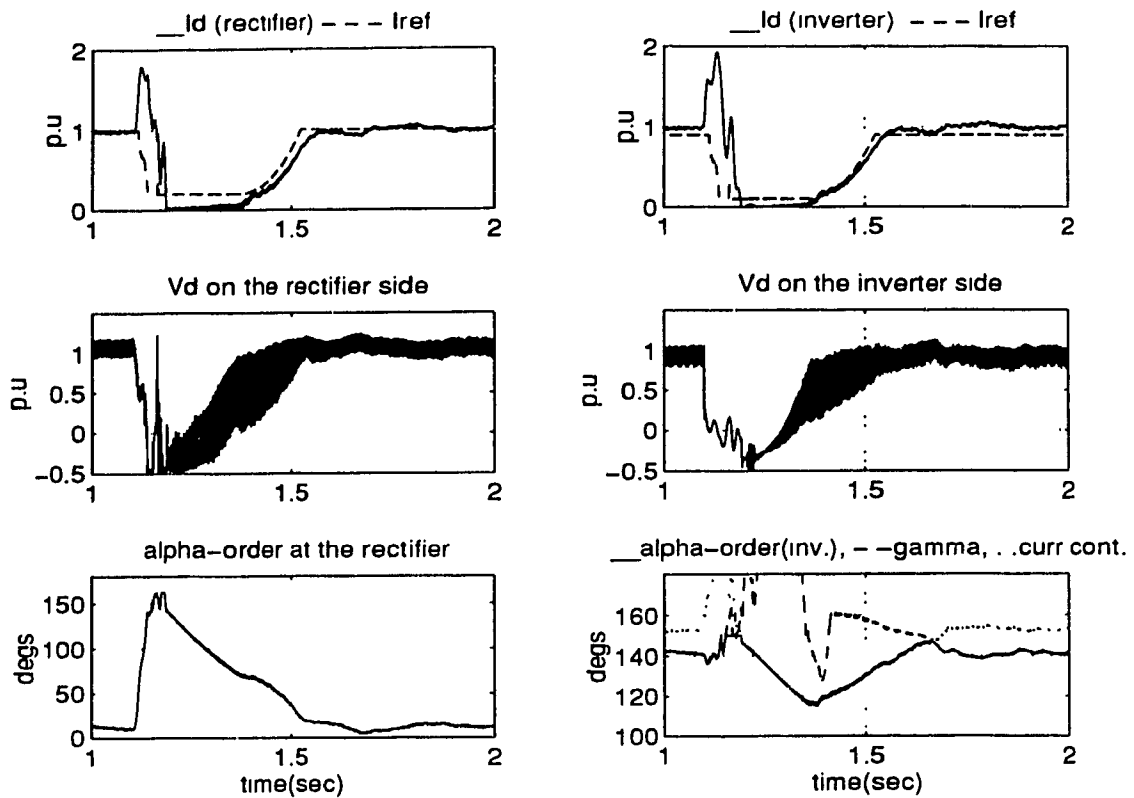 __Id (rectifier) – – – Iref
2
1
0
p.u
1
1.5
2
__Id (inverter) – – – Iref
2
1
0
p.u
1
1.5
2
Vd on the rectifier side
1
0.5
0
−0.5
p.u
1
1.5
2
Vd on the inverter side
1
0.5
0
−0.5
p.u
1
1.5
2
alpha−order at the rectifier
150
100
50
0
degs
1
1.5
2
time(sec)
__alpha−order(inv.), – –gamma, . .curr cont.
160
140
120
100
degs
1
1.5
2
time(sec)